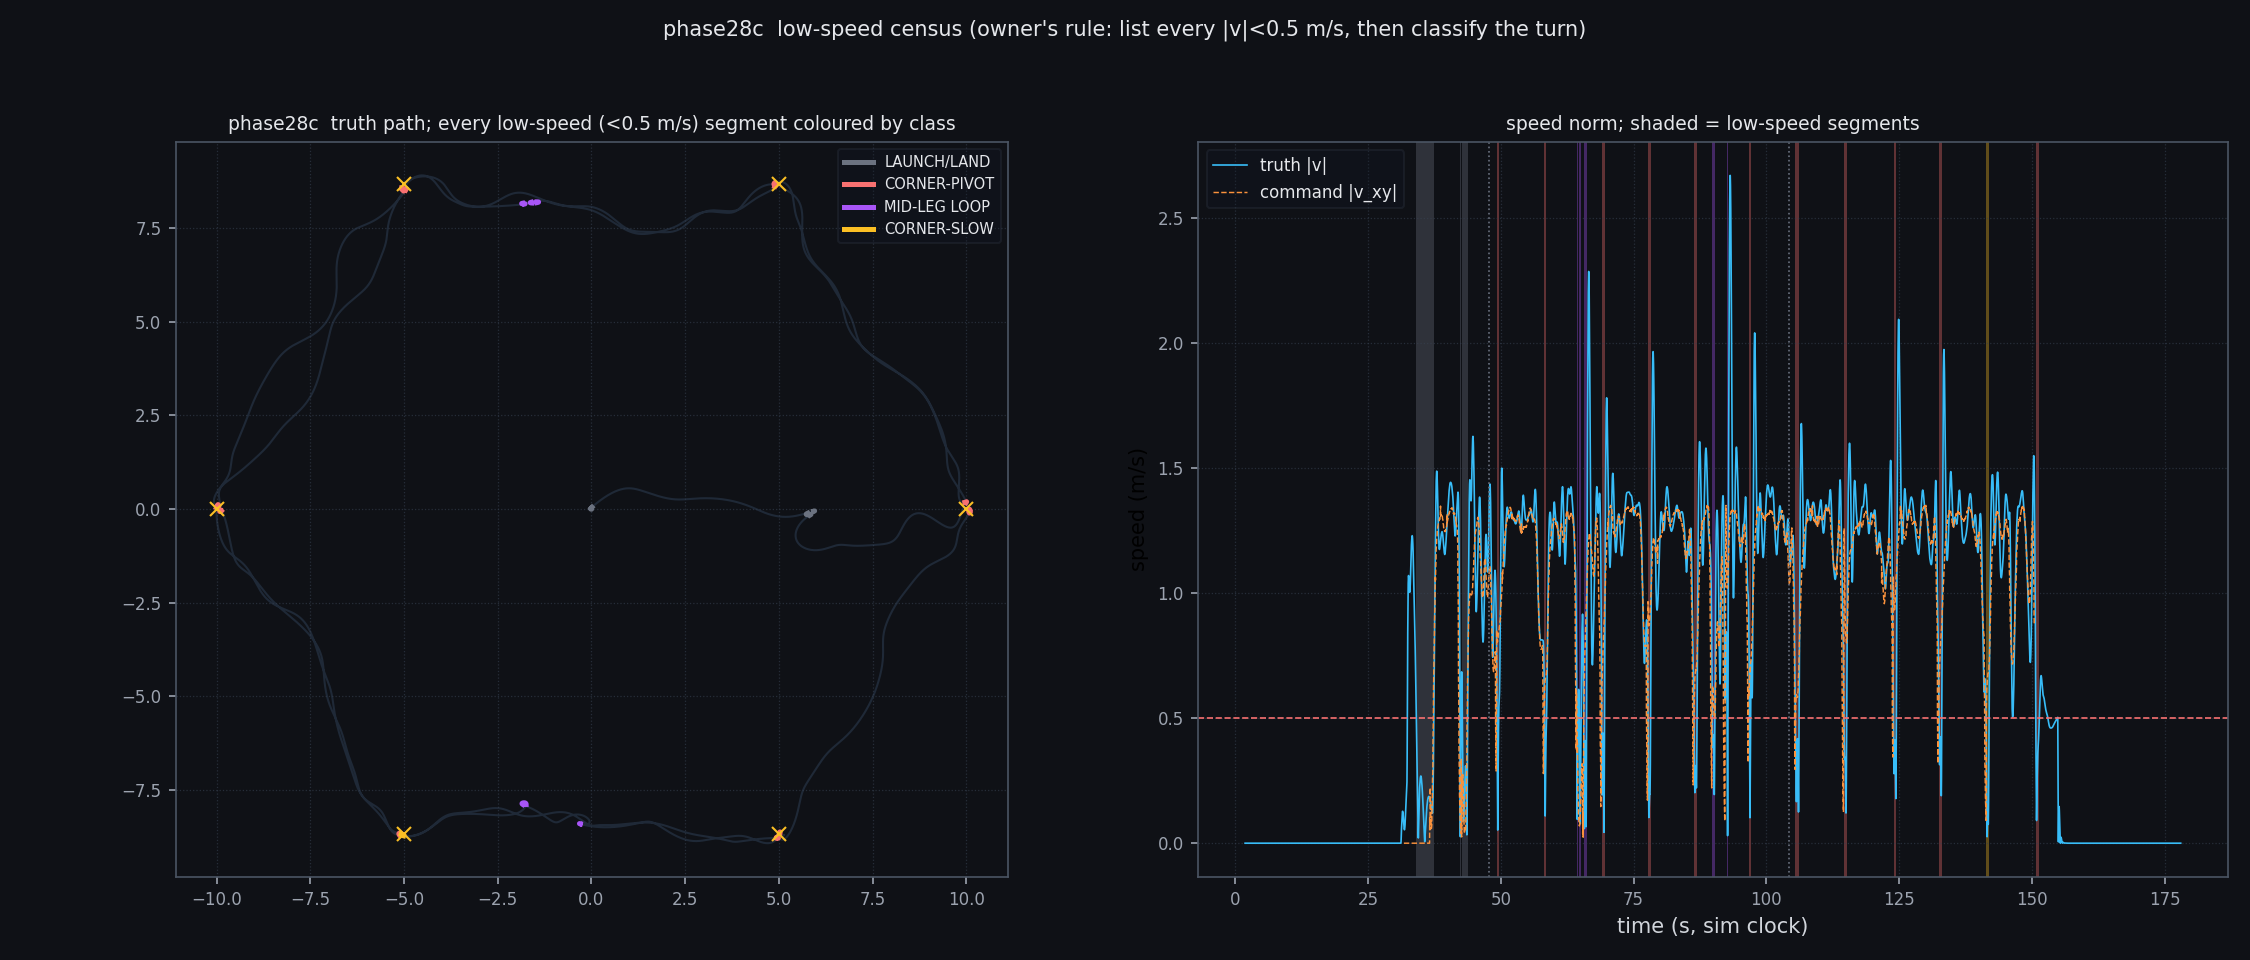 phase28c  low-speed census (owner's rule: list every |v|<0.5 m/s, then classify the turn)
phase28c  truth path; every low-speed (<0.5 m/s) segment coloured by class
LAUNCH/LAND
CORNER-PIVOT
MID-LEG LOOP
CORNER-SLOW
7.5
5.0
2.5
0.0
−2.5
−5.0
−7.5
−10.0
−7.5
−5.0
−2.5
0.0
2.5
5.0
7.5
10.0
speed norm; shaded = low-speed segments
truth |v|
command |v_xy|
speed (m/s)
2.5
2.0
1.5
1.0
0.5
0.0
0
25
50
75
100
125
150
175
time (s, sim clock)